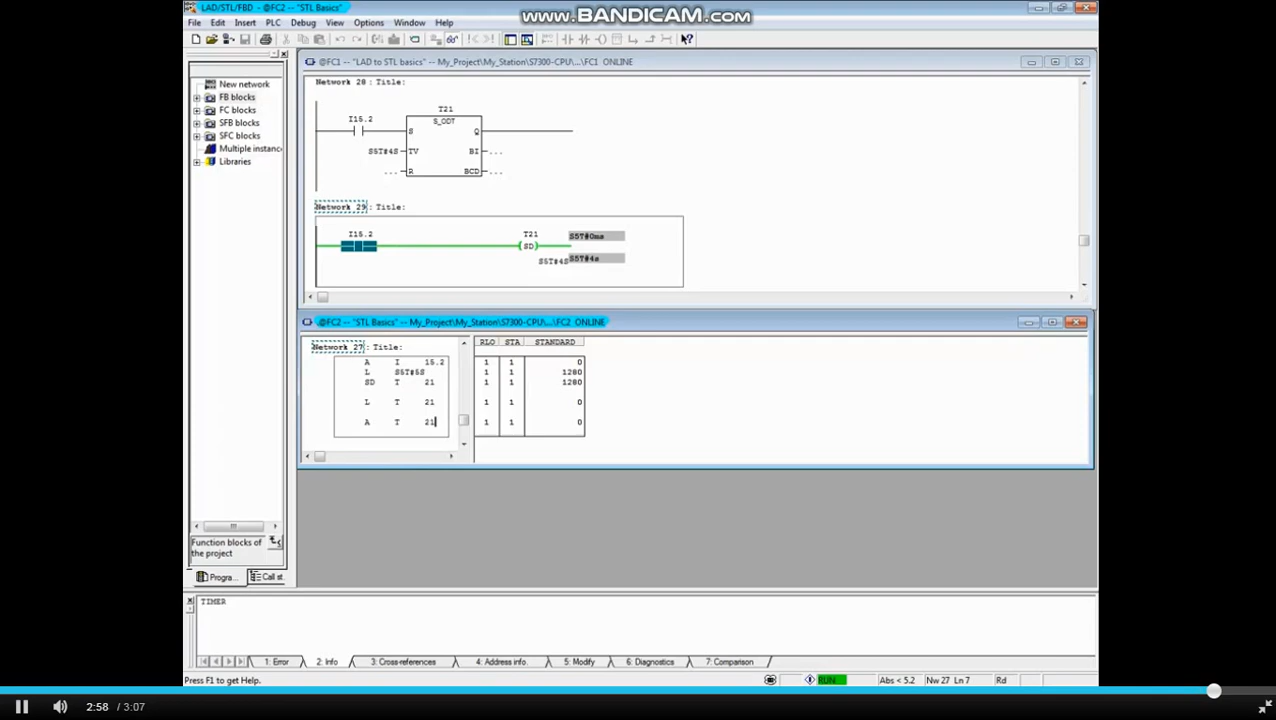 LAD/STL/FBD - @FC2 -- "STL Basics"
www.BANDICAM.com
File Edit Insert PLC Debug View Options Window Help
New network
FB blocks
FC blocks
SFB blocks
SFC blocks
Multiple instanc
Libraries
Function blocks of
the project
Progra...
Call st.
@FC1 -- "LAD to STL basics" -- My_Project\My_Station\S7300-CPU\...\FC1 ONLINE
Network 28 : Title:
T21
I15.2
S_ODT
S Q
S5T#4S TV BI ...
... R BCD ...
Network 29 : Title:
I15.2 T21 S5T#0ms
SD
S5T#4S S5T#4s
@FC2 -- "STL Basics" -- My_Project\My_Station\S7300-CPU\...\FC2 ONLINE
Network 27 : Title:
RLO STA STANDARD
A I 15.2 1 1 0
L S5T#5S 1 1 1280
SD T 21 1 1 1280
L T 21 1 1 0
A T 21 1 1 0
TIMER
1: Error 2: Info 3: Cross-references 4: Address info. 5: Modify 6: Diagnostics 7: Comparison
Press F1 to get Help.
RUN Abs < 5.2 Nw 27 Ln 7 Rd
2:58 / 3:07